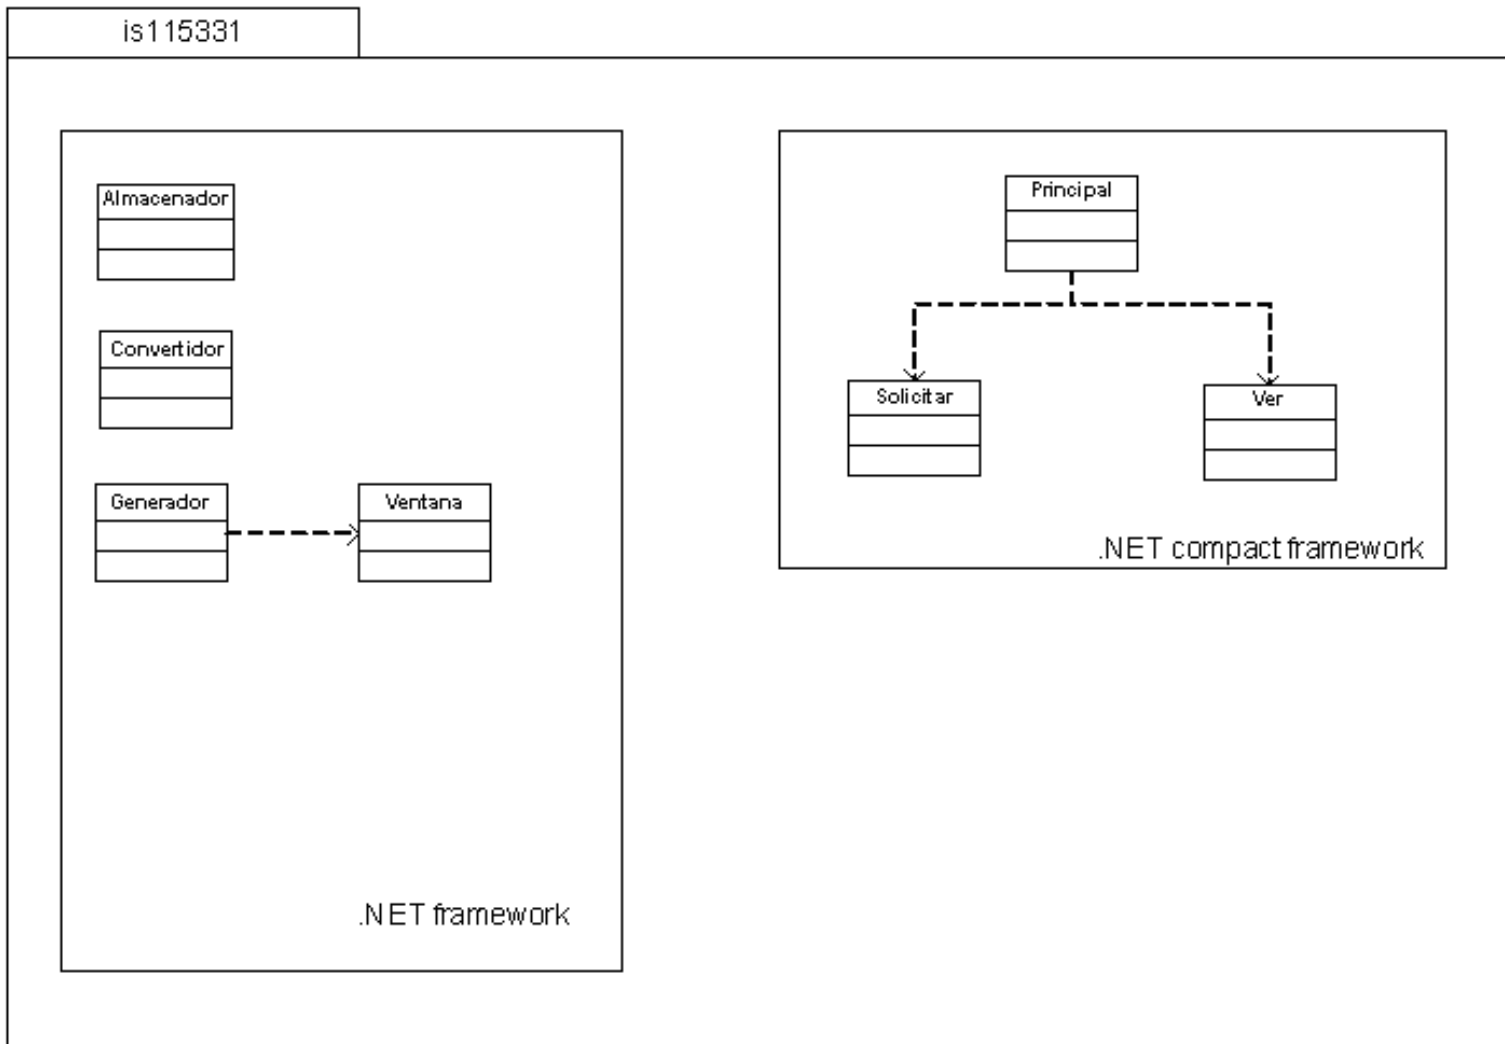 is115331
Almacenador
Convertidor
Generador
Ventana
.NET framework
Principal
Solicitar
Ver
.NET compact framework